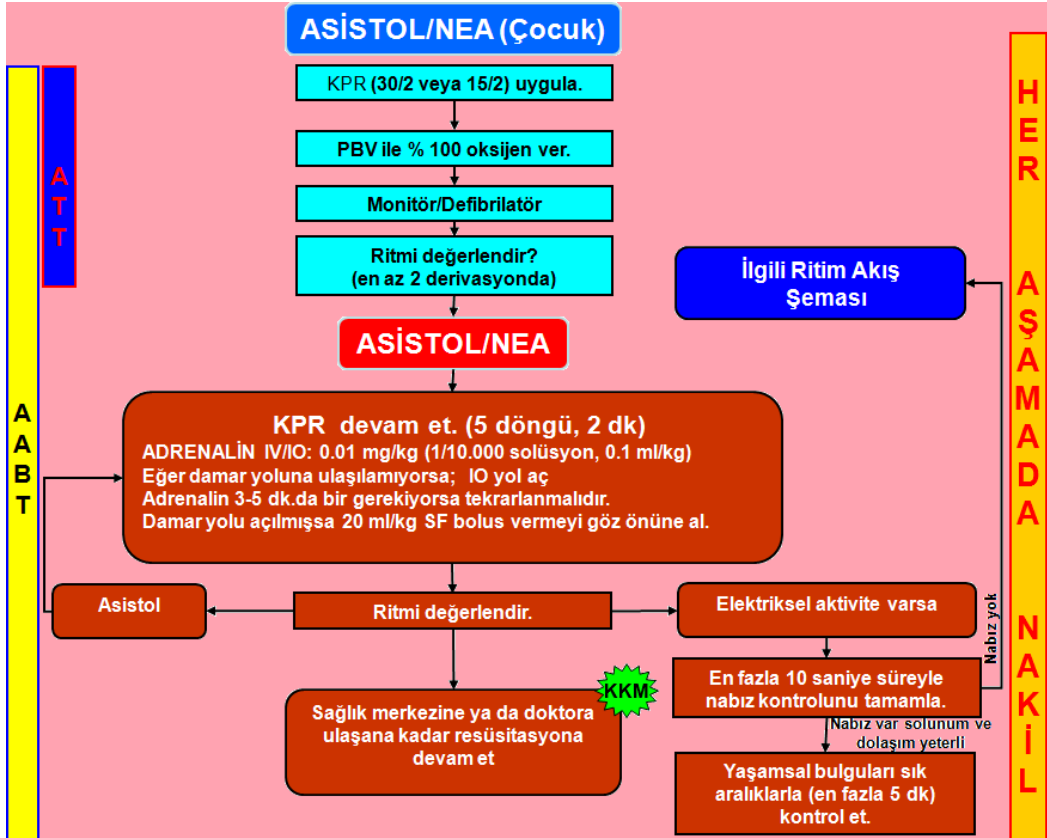 ASİSTOL/NEA (Çocuk)
KPR (30/2 veya 15/2) uygula.
PBV ile % 100 oksijen ver.
Monitör/Defibrilatör
Ritmi değerlendir?
(en az 2 derivasyonda)
ASİSTOL/NEA
KPR devam et. (5 döngü, 2 dk)
ADRENALİN IV/IO: 0.01 mg/kg (1/10.000 solüsyon, 0.1 ml/kg)
Eğer damar yoluna ulaşılamıyorsa; IO yol aç
Adrenalin 3-5 dk.da bir gerekiyorsa tekrarlanmalıdır.
Damar yolu açılmışsa 20 ml/kg SF bolus vermeyi göz önüne al.
Asistol
Ritmi değerlendir.
Elektriksel aktivite varsa
En fazla 10 saniye süreyle
nabız kontrolunu tamamla.
Nabız yok
İlgili Ritim Akış
Şeması
Nabız var solunum ve
dolaşım yeterli
Yaşamsal bulguları sık
aralıklarla (en fazla 5 dk)
kontrol et.
KKM
Sağlık merkezine ya da doktora
ulaşana kadar resüsitasyona
devam et
AABT
ATT
HER AŞAMADA NAKİL